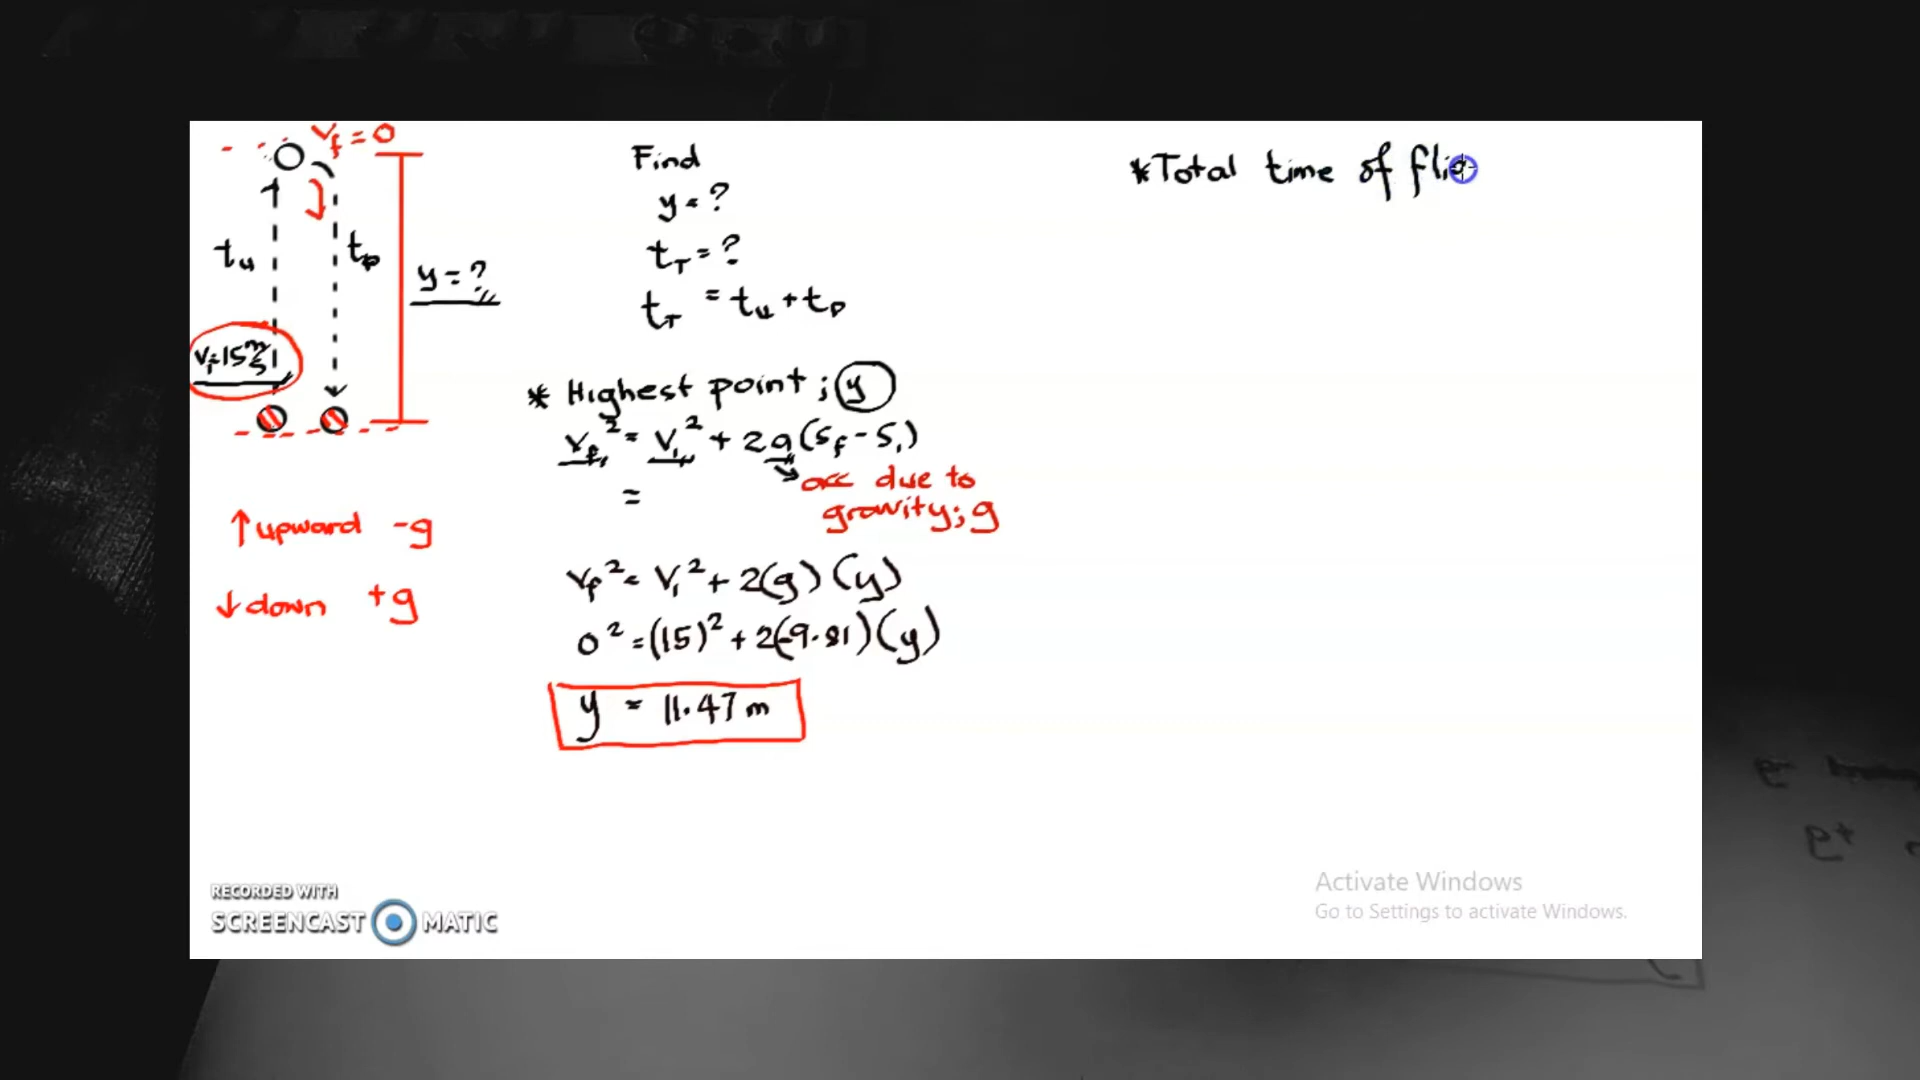 Vf = 0
tu
tD
y = ?
Vi = 15 m/s
↑ upward -g
↓ down +g
Find
y = ?
tT = ?
tT = tu + tD
* Highest point ; y
Vf² = Vi² + 2a(Sf - Si)
=
acc due to
gravity; g
Vf² = Vi² + 2(g)(y)
0² = (15)² + 2(-9.81)(y)
y = 11.47 m
*Total time of flig
RECORDED WITH
SCREENCAST MATIC
Activate Windows
Go to Settings to activate Windows.